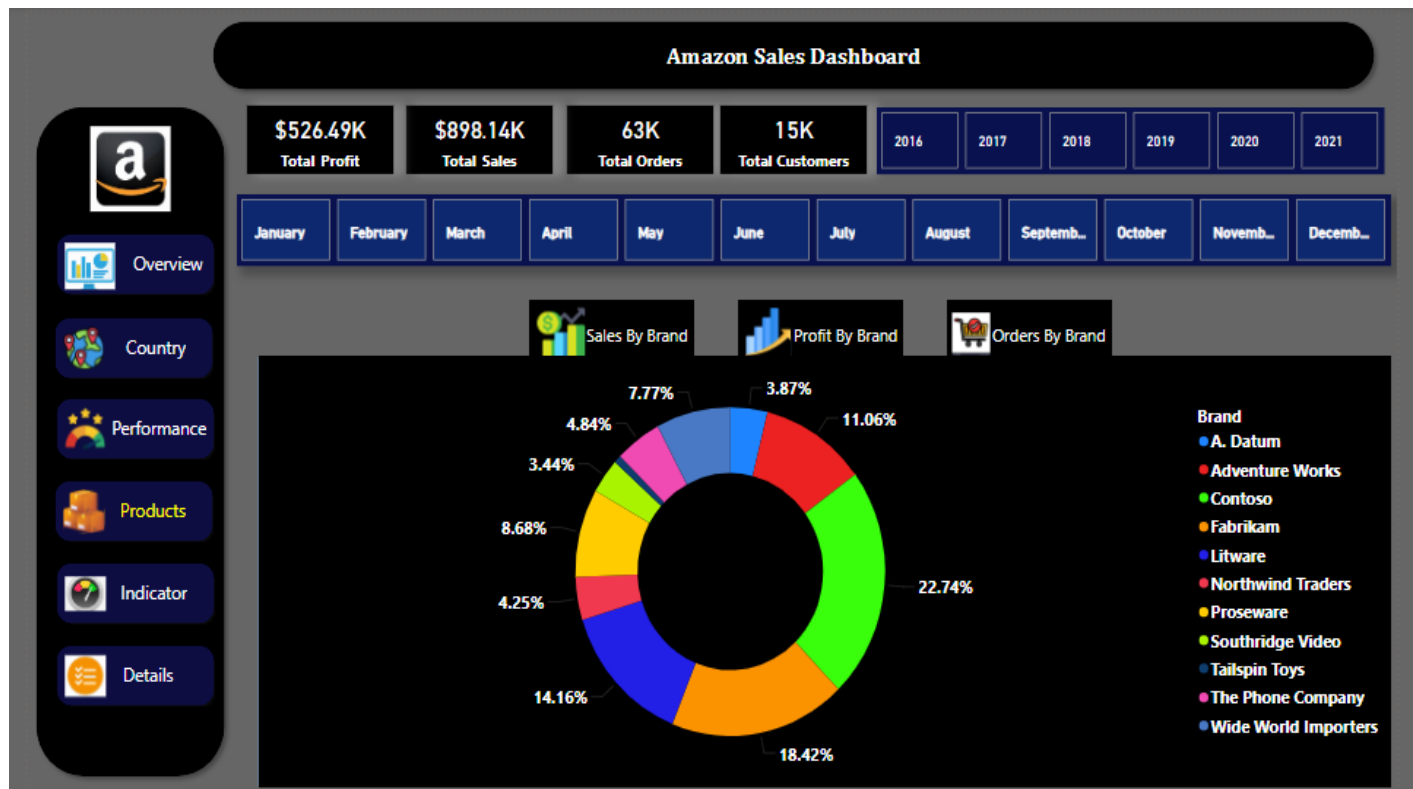 Amazon Sales Dashboard
$526.49K
Total Profit
$898.14K
Total Sales
63K
Total Orders
15K
Total Customers
2016 2017 2018 2019 2020 2021
January February March April May June July August Septemb... October Novemb... Decemb...
a
Overview
Country
Performance
Products
Indicator
Details
Sales By Brand
Profit By Brand
Orders By Brand
7.77% 3.87%
4.84% 11.06%
3.44%
8.68%
22.74%
4.25%
14.16%
18.42%
Brand
A. Datum
Adventure Works
Contoso
Fabrikam
Litware
Northwind Traders
Proseware
Southridge Video
Tailspin Toys
The Phone Company
Wide World Importers